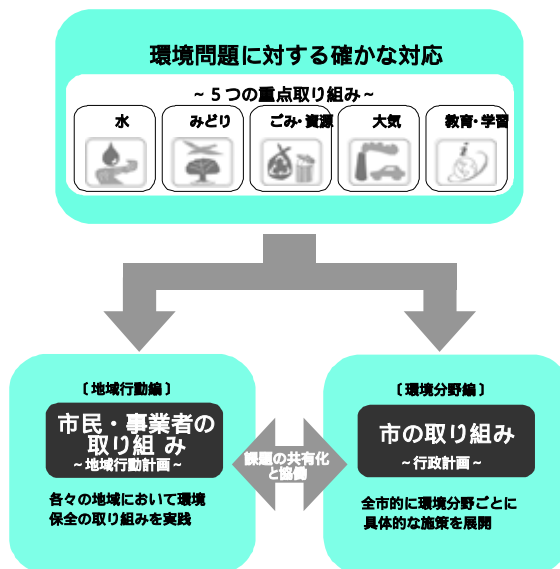 環境問題に対する確かな対応
~５つの重点取り組み~
水 みどり ごみ・資源 大気 教育・学習
〔地域行動編〕
市民・事業者の
取り組 み
~地域行動計画~
各々の地域において環境
保全の取り組みを実践
課題の共有化
と協働
〔環境分野編〕
市の取り組み
~行政計画~
全市的に環境分野ごとに
具体的な施策を展開